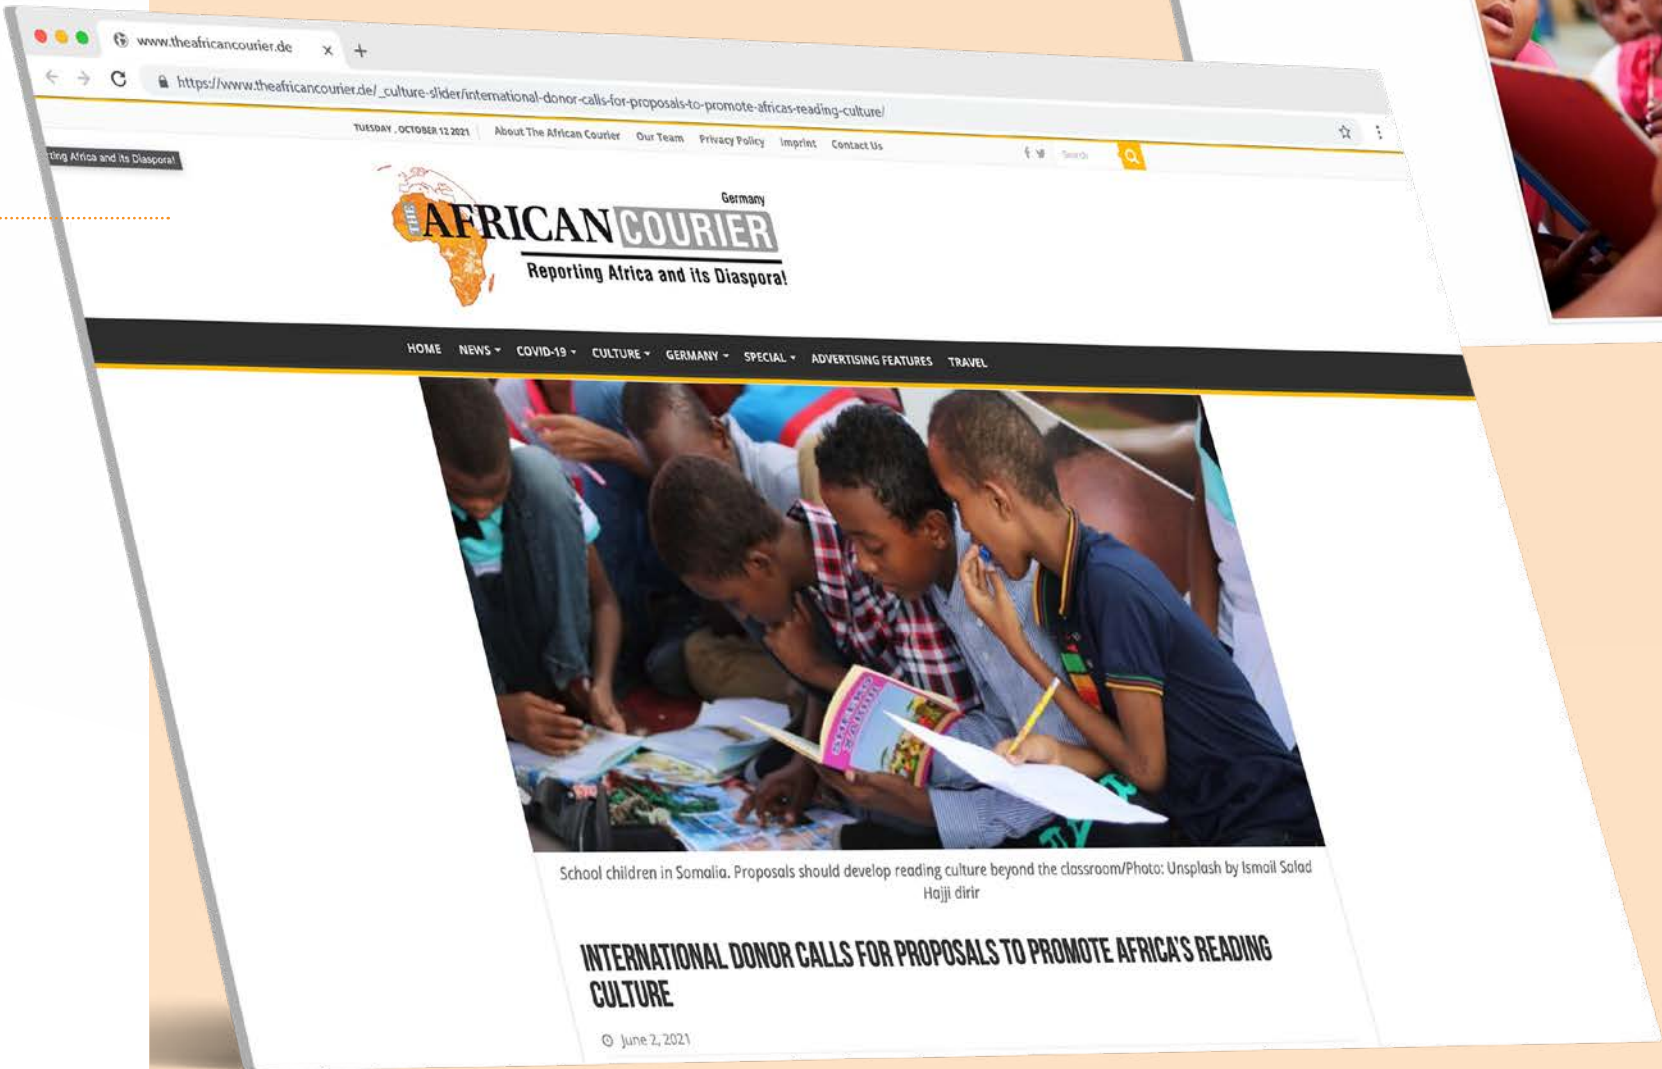 www.theafricancourier.de
https://www.theafricancourier.de/_culture-slider/international-donor-calls-for-proposals-to-promote-africas-reading-culture/
TUESDAY , OCTOBER 12 2021 About The African Courier Our Team Privacy Policy Imprint Contact Us
Search
ting Africa and its Diaspora!
Germany
THE AFRICAN COURIER
Reporting Africa and its Diaspora!
HOME NEWS COVID-19 CULTURE GERMANY SPECIAL ADVERTISING FEATURES TRAVEL
SHEEKO
School children in Somalia. Proposals should develop reading culture beyond the classroom/Photo: Unsplash by Ismail Salad
Hajji dirir
INTERNATIONAL DONOR CALLS FOR PROPOSALS TO PROMOTE AFRICA'S READING
CULTURE
June 2, 2021